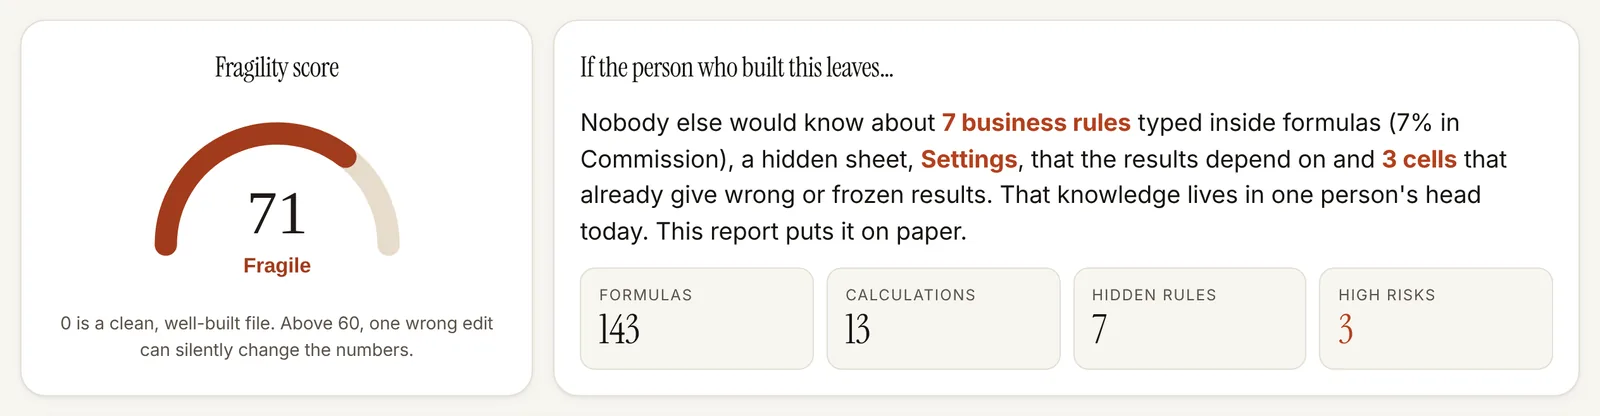 Fragility score
71
Fragile
0 is a clean, well-built file. Above 60, one wrong edit
can silently change the numbers.
If the person who built this leaves...
Nobody else would know about 7 business rules typed inside formulas (7% in
Commission), a hidden sheet, Settings, that the results depend on and 3 cells that
already give wrong or frozen results. That knowledge lives in one person's head
today. This report puts it on paper.
FORMULAS
143
CALCULATIONS
13
HIDDEN RULES
7
HIGH RISKS
3